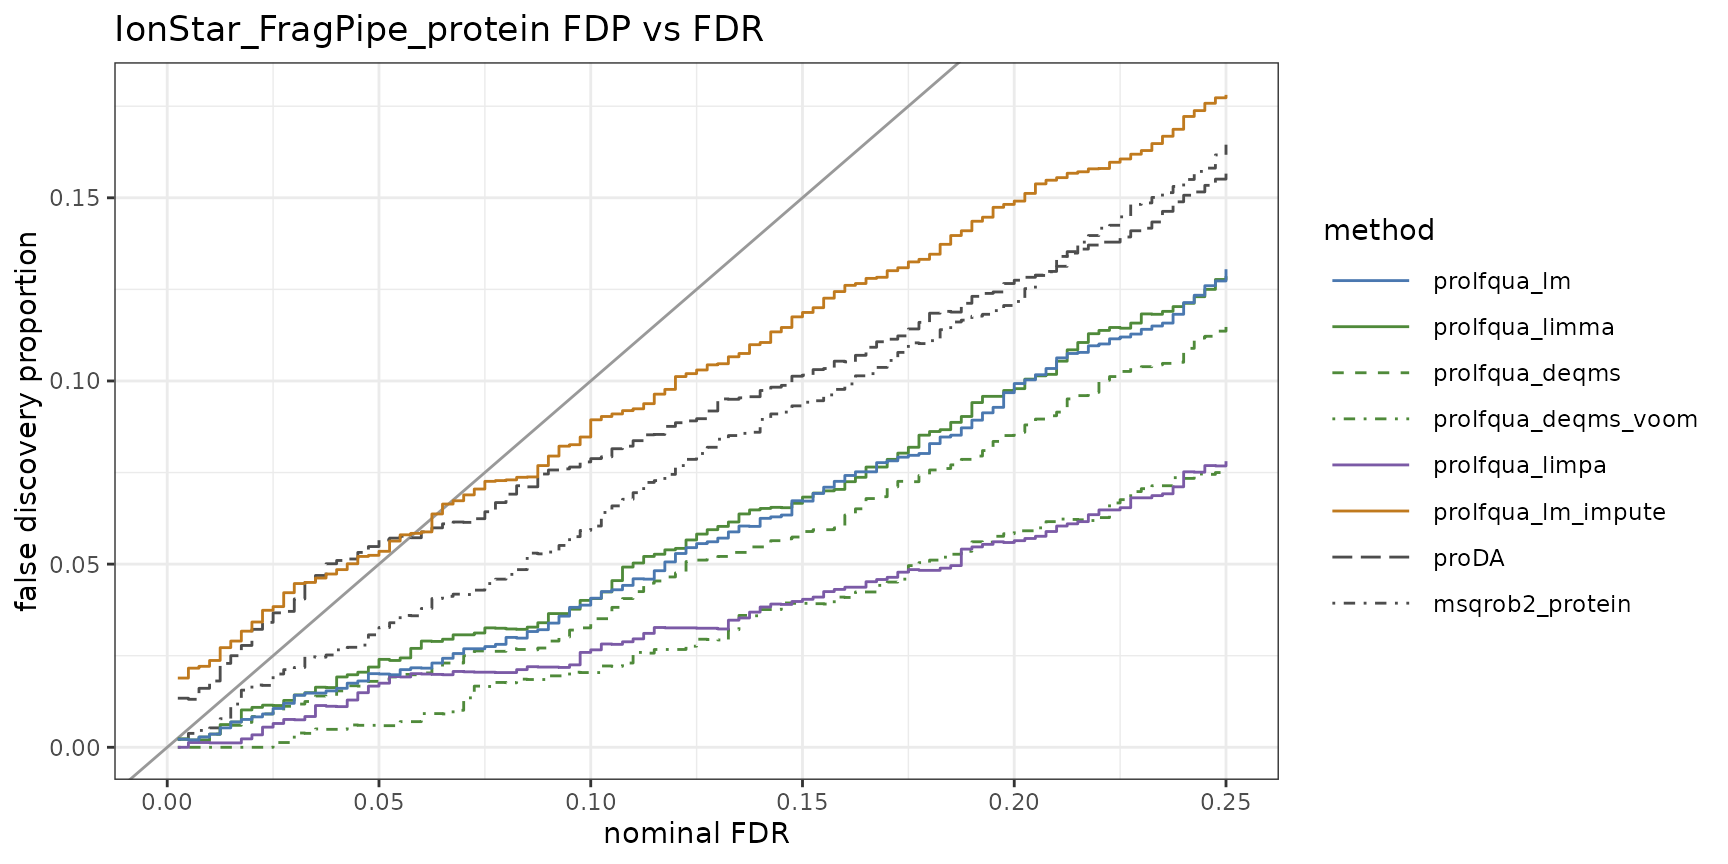 IonStar_FragPipe_protein FDP vs FDR
false discovery proportion
0.15
0.10
0.05
0.00
0.00 0.05 0.10 0.15 0.20 0.25
nominal FDR
method
prolfqua_lm
prolfqua_limma
prolfqua_deqms
prolfqua_deqms_voom
prolfqua_limpa
prolfqua_lm_impute
proDA
msqrob2_protein